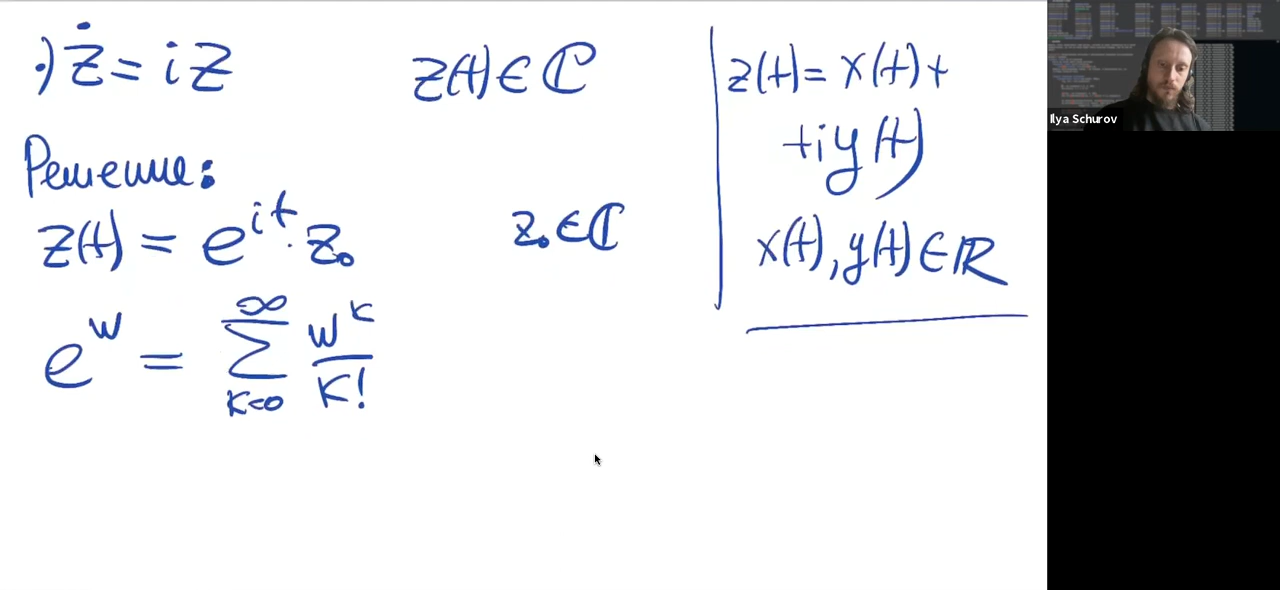 ·) ż = iz z(t) ∈ ℂ
Решение:
z(t) = e^{it} · z₀ z₀ ∈ ℂ
e^w = ∑_{k=0}^{∞} w^k / k!
z(t) = x(t) +
+ iy(t)
x(t), y(t) ∈ ℝ
Ilya Schurov